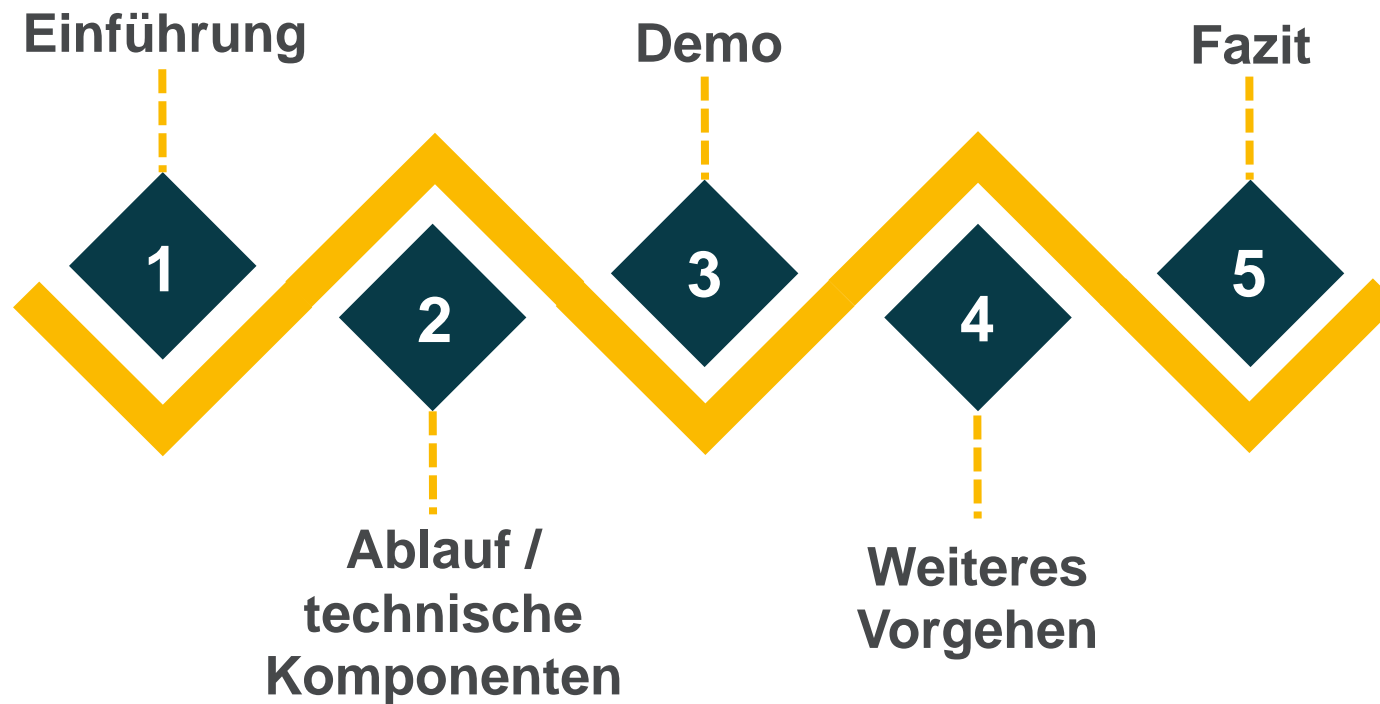 Einführung
1
Ablauf /
technische
Komponenten
2
Demo
3
Weiteres
Vorgehen
4
Fazit
5